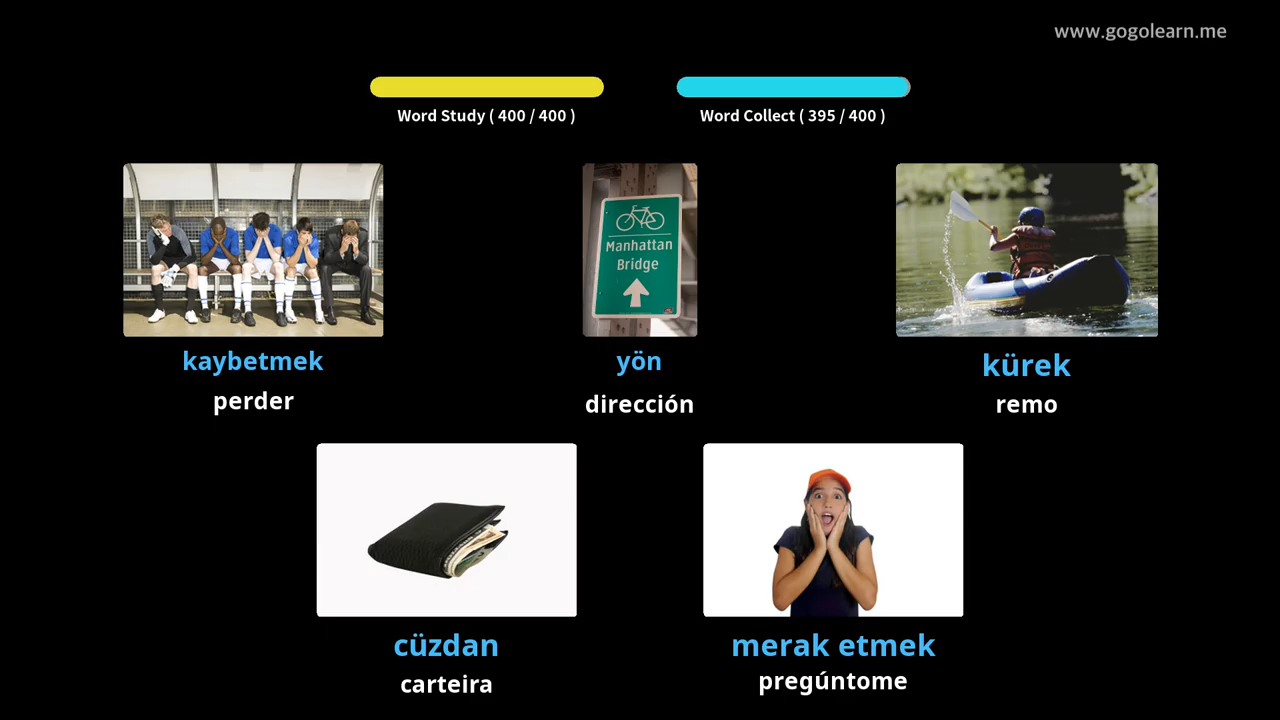 www.gogolearn.me
Word Study ( 400 / 400 )
Word Collect ( 395 / 400 )
Manhattan
Bridge
kaybetmek
perder
yön
dirección
kürek
remo
cüzdan
carteira
merak etmek
pregúntome